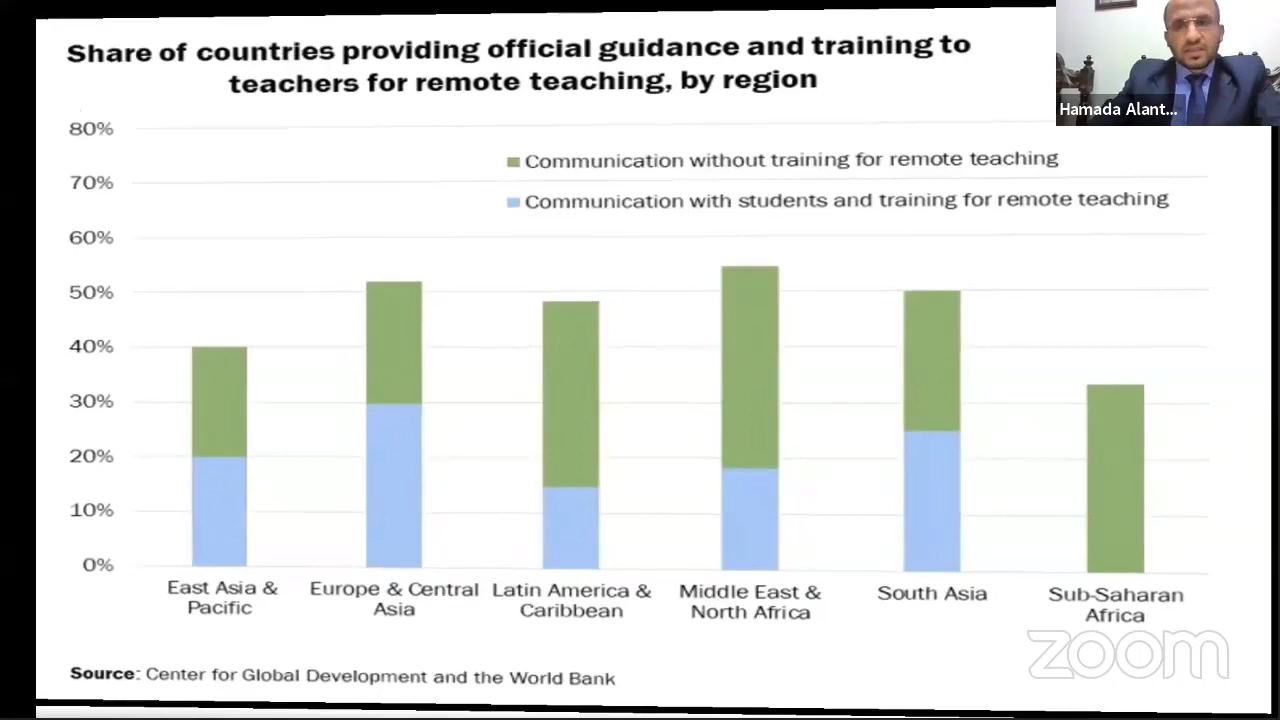 Share of countries providing official guidance and training to
teachers for remote teaching, by region
Hamada Alant...
80%
Communication without training for remote teaching
70%
Communication with students and training for remote teaching
60%
50%
40%
30%
20%
10%
0%
East Asia &
Pacific
Europe & Central
Asia
Latin America &
Caribbean
Middle East &
North Africa
South Asia
Sub-Saharan
Africa
zoom
Source: Center for Global Development and the World Bank